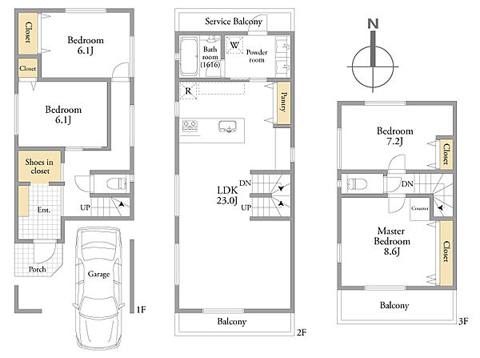 Closet
Bedroom
6.1J
Closet
Bedroom
6.1J
Shoes in
closet
Ent.
UP
Porch
Garage
1F
Service Balcony
Bath
room
(1616)
W
Powder
room
R
Pantry
LDK
23.0J
DN
UP
Balcony
2F
N
Bedroom
7.2J
Closet
DN
Counter
Master
Bedroom
8.6J
Closet
Balcony
3F